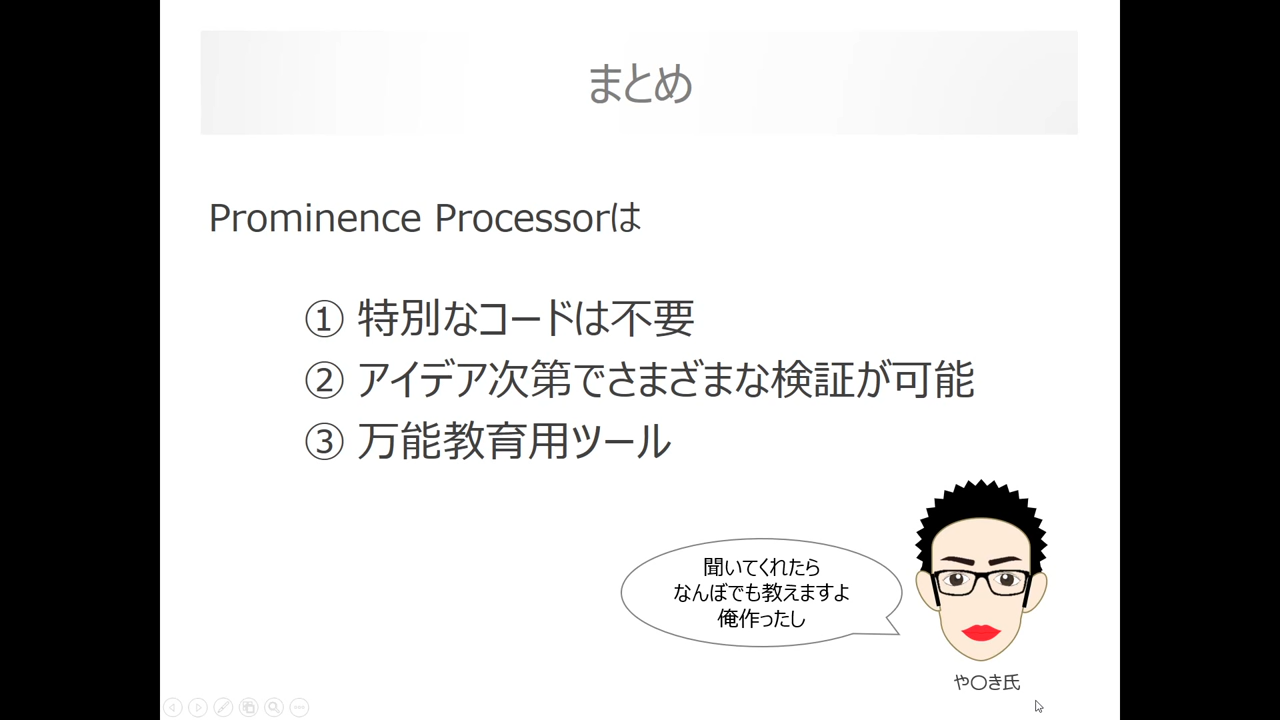 まとめ
Prominence Processorは
① 特別なコードは不要
② アイデア次第でさまざまな検証が可能
③ 万能教育用ツール
聞いてくれたら
なんぼでも教えますよ
俺作ったし
や〇き氏